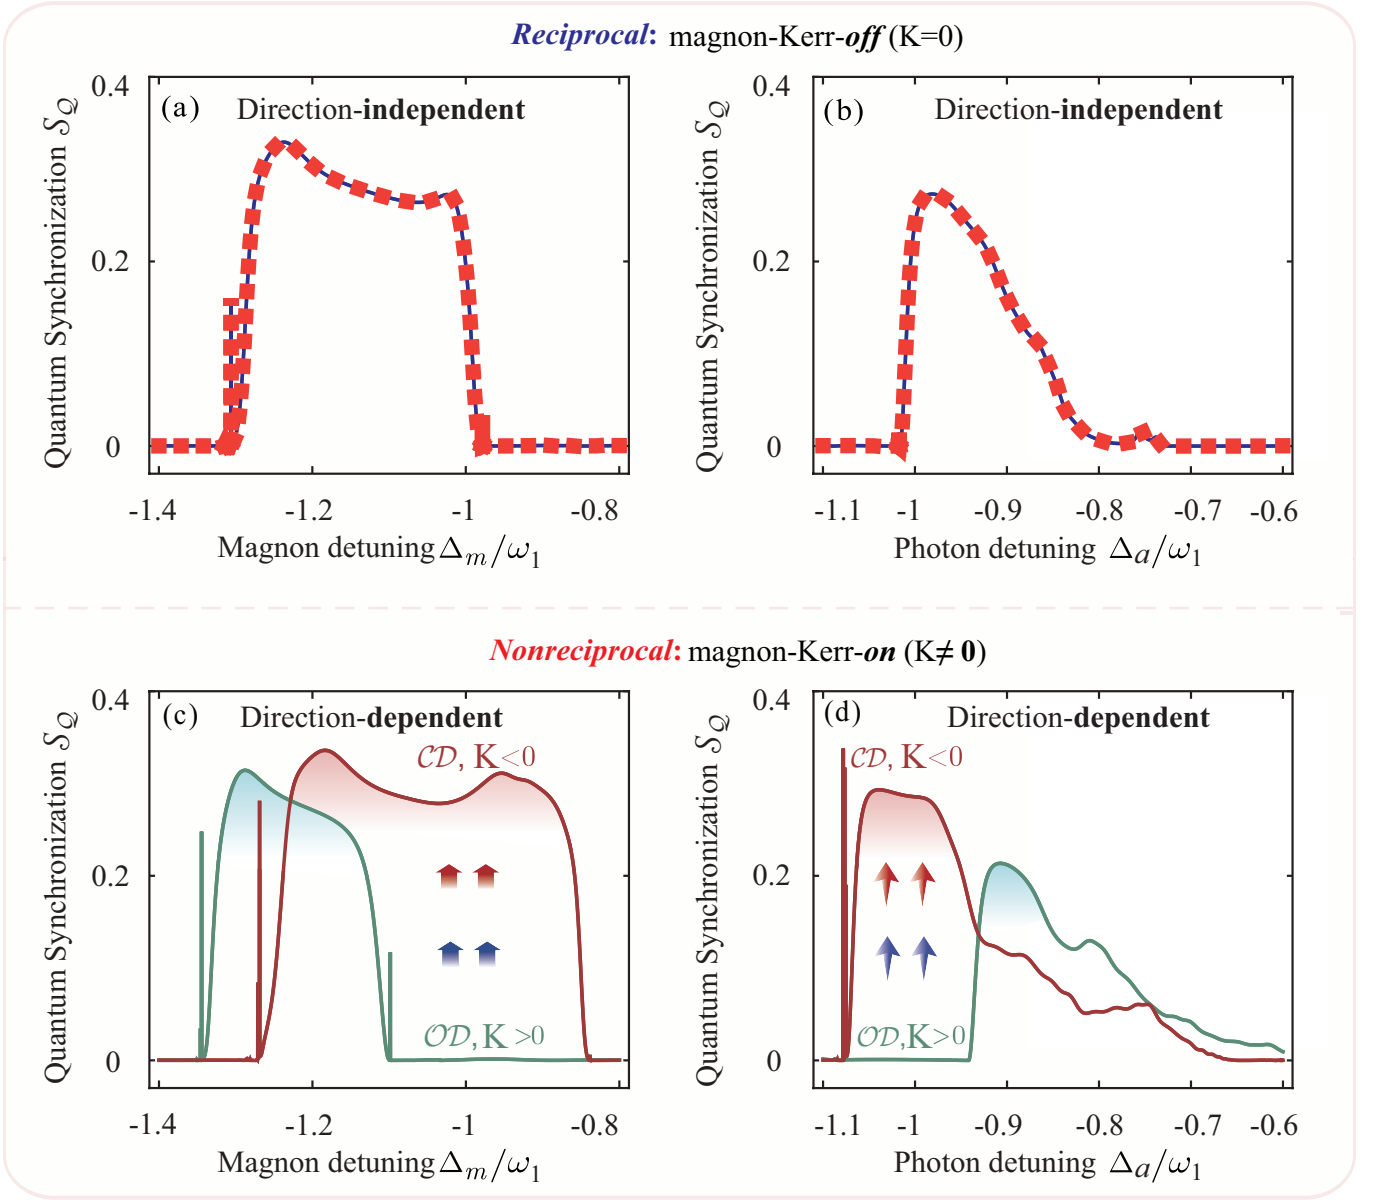 Reciprocal: magnon-Kerr-off (K=0)
(a) Direction-independent
Quantum Synchronization 𝒮_𝒬
0.4
0.2
0
-1.4 -1.2 -1 -0.8
Magnon detuning Δ_m/ω_1
(b) Direction-independent
Quantum Synchronization 𝒮_𝒬
0.4
0.2
0
-1.1 -1 -0.9 -0.8 -0.7 -0.6
Photon detuning Δ_a/ω_1
Nonreciprocal: magnon-Kerr-on (K≠ 0)
(c) Direction-dependent
Quantum Synchronization 𝒮_𝒬
0.4
0.2
0
𝒞𝒟, K<0
𝒪𝒟, K >0
-1.4 -1.2 -1 -0.8
Magnon detuning Δ_m/ω_1
(d) Direction-dependent
Quantum Synchronization 𝒮_𝒬
0.4
0.2
0
𝒞𝒟, K<0
𝒪𝒟,K>0
-1.1 -1 -0.9 -0.8 -0.7 -0.6
Photon detuning Δ_a/ω_1